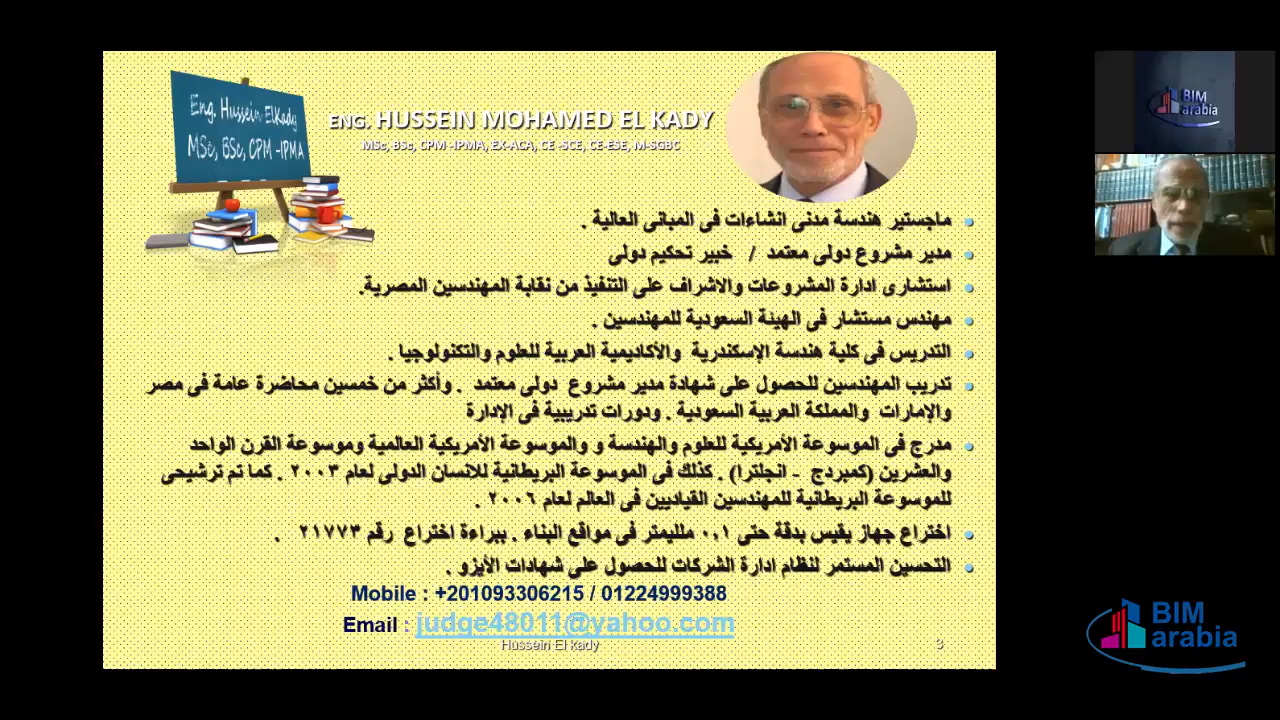 Eng. Hussein ElKady
MSc, BSc, CPM -IPMA
ENG. HUSSEIN MOHAMED EL KADY
MSc, BSc, CPM -IPMA, EX-ACA, CE -SCE, CE-ESE, M-SGBC
ماجستير هندسة مدنى انشاءات فى المبانى العالية .
مدير مشروع دولى معتمد / خبير تحكيم دولى
استشارى ادارة المشروعات والاشراف على التنفيذ من نقابة المهندسين المصرية.
مهندس مستشار فى الهيئة السعودية للمهندسين .
التدريس فى كلية هندسة الإسكندرية والأكاديمية العربية للعلوم والتكنولوجيا .
تدريب المهندسين للحصول على شهادة مدير مشروع دولى معتمد . وأكثر من خمسين محاضرة عامة فى مصر
والإمارات والمملكة العربية السعودية . ودورات تدريبية فى الإدارة
مدرج فى الموسوعة الأمريكية للعلوم والهندسة و والموسوعة الأمريكية العالمية وموسوعة القرن الواحد
والعشرين (كمبردج - انجلترا) . كذلك فى الموسوعة البريطانية للانسان الدولى لعام ٢٠٠٣ . كما تم ترشيحى
للموسوعة البريطانية للمهندسين القياديين فى العالم لعام ٢٠٠٦ .
اختراع جهاز يقيس بدقة حتى ٠,١ ملليمتر فى مواقع البناء . ببراءة اختراع رقم ٢١٧٧٣ .
التحسين المستمر لنظام ادارة الشركات للحصول على شهادات الأيزو .
Mobile : +201093306215 / 01224999388
Email : judge48011@yahoo.com
Hussein El kady
3
BIM
arabia
BIM
arabia